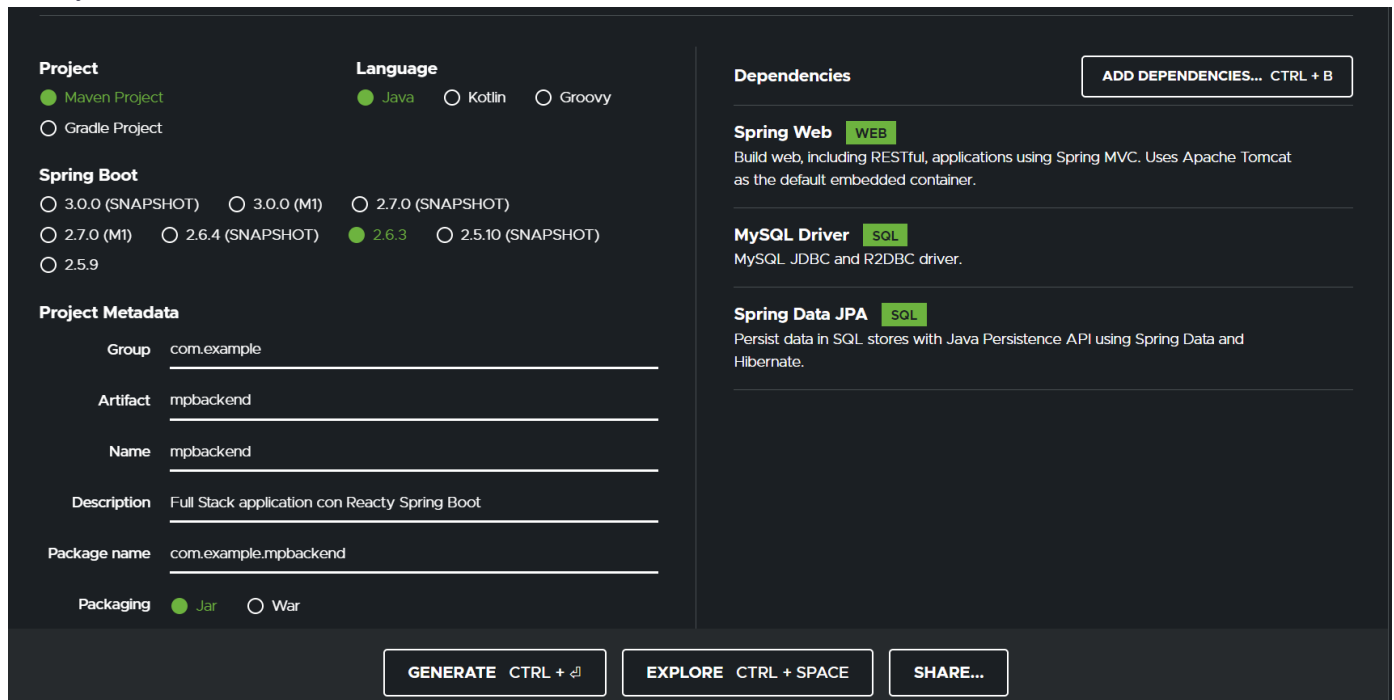 Project
Maven Project
Gradle Project
Language
Java Kotlin Groovy
Spring Boot
3.0.0 (SNAPSHOT) 3.0.0 (M1) 2.7.0 (SNAPSHOT)
2.7.0 (M1) 2.6.4 (SNAPSHOT) 2.6.3 2.5.10 (SNAPSHOT)
2.5.9
Project Metadata
Group com.example
Artifact mpbackend
Name mpbackend
Description Full Stack application con Reacty Spring Boot
Package name com.example.mpbackend
Packaging Jar War
Dependencies
ADD DEPENDENCIES... CTRL + B
Spring Web WEB
Build web, including RESTful, applications using Spring MVC. Uses Apache Tomcat
as the default embedded container.
MySQL Driver SQL
MySQL JDBC and R2DBC driver.
Spring Data JPA SQL
Persist data in SQL stores with Java Persistence API using Spring Data and
Hibernate.
GENERATE CTRL + ⏎
EXPLORE CTRL + SPACE
SHARE...